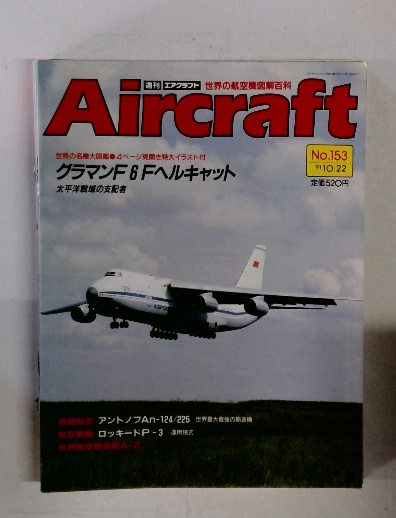 週刊 エアクラフト 世界の航空機図解百科
Aircraft
世界の名機大図鑑●4ページ見開き特大イラスト付
グラマンF6Fヘルキャット
太平洋戦域の支配者
No.153
'91 10/22
定価520円
アントノフAn-124/225 世界最大最強の輸送機
ロッキードP-3 運用様式